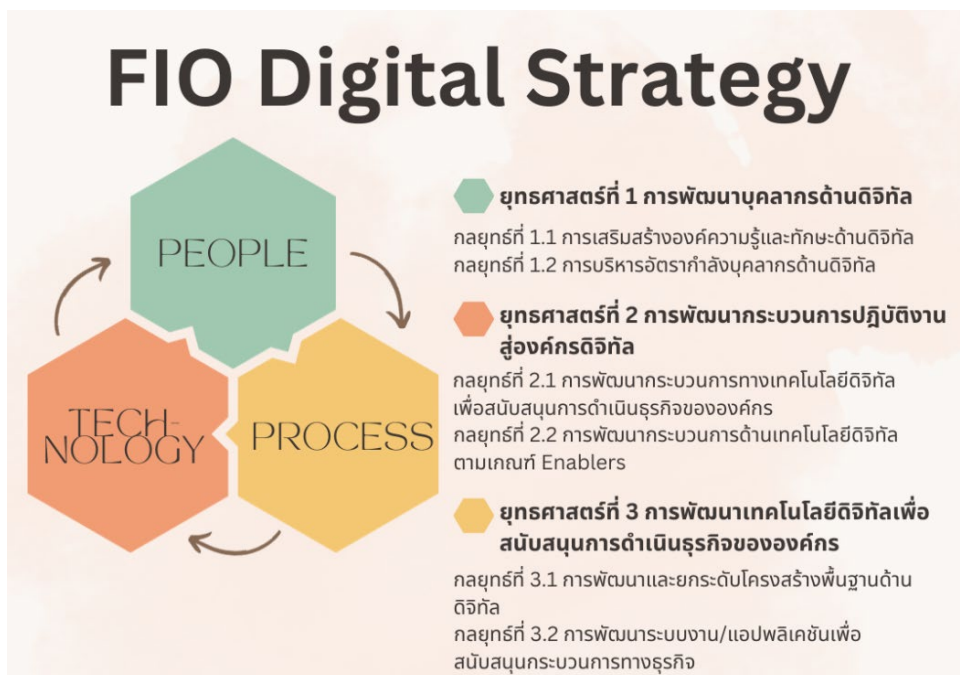 FIO Digital Strategy
PEOPLE
TECH-
NOLOGY
PROCESS
ยุทธศาสตร์ที่ 1 การพัฒนาบุคลากรด้านดิจิทัล
กลยุทธ์ที่ 1.1 การเสริมสร้างองค์ความรู้และทักษะด้านดิจิทัล
กลยุทธ์ที่ 1.2 การบริหารอัตรากำลังบุคลากรด้านดิจิทัล
ยุทธศาสตร์ที่ 2 การพัฒนากระบวนการปฎิบัติงาน
สู่องค์กรดิจิทัล
กลยุทธ์ที่ 2.1 การพัฒนากระบวนการทางเทคโนโลยีดิจิทัล
เพื่อสนับสนุนการดำเนินธุรกิจขององค์กร
กลยุทธ์ที่ 2.2 การพัฒนากระบวนการด้านเทคโนโลยีดิจิทัล
ตามเกณฑ์ Enablers
ยุทธศาสตร์ที่ 3 การพัฒนาเทคโนโลยีดิจิทัลเพื่อ
สนับสนุนการดำเนินธุรกิจขององค์กร
กลยุทธ์ที่ 3.1 การพัฒนาและยกระดับโครงสร้างพื้นฐานด้าน
ดิจิทัล
กลยุทธ์ที่ 3.2 การพัฒนาระบบงาน/แอปพลิเคชันเพื่อ
สนับสนุนกระบวนการทางธุรกิจ